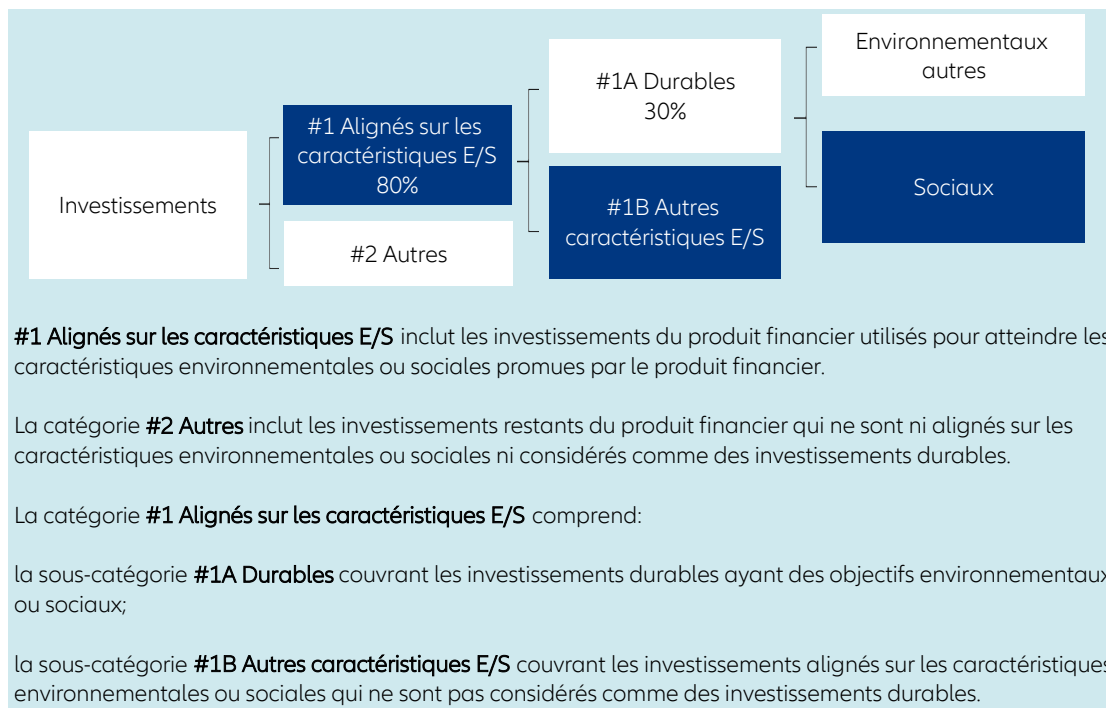 Investissements
#1 Alignés sur les
caractéristiques E/S
80%
#2 Autres
#1A Durables
30%
#1B Autres
caractéristiques E/S
Environnementaux
autres
Sociaux
#1 Alignés sur les caractéristiques E/S inclut les investissements du produit financier utilisés pour atteindre les
caractéristiques environnementales ou sociales promues par le produit financier.
La catégorie #2 Autres inclut les investissements restants du produit financier qui ne sont ni alignés sur les
caractéristiques environnementales ou sociales ni considérés comme des investissements durables.
La catégorie #1 Alignés sur les caractéristiques E/S comprend:
la sous-catégorie #1A Durables couvrant les investissements durables ayant des objectifs environnementaux
ou sociaux;
la sous-catégorie #1B Autres caractéristiques E/S couvrant les investissements alignés sur les caractéristiques
environnementales ou sociales qui ne sont pas considérés comme des investissements durables.